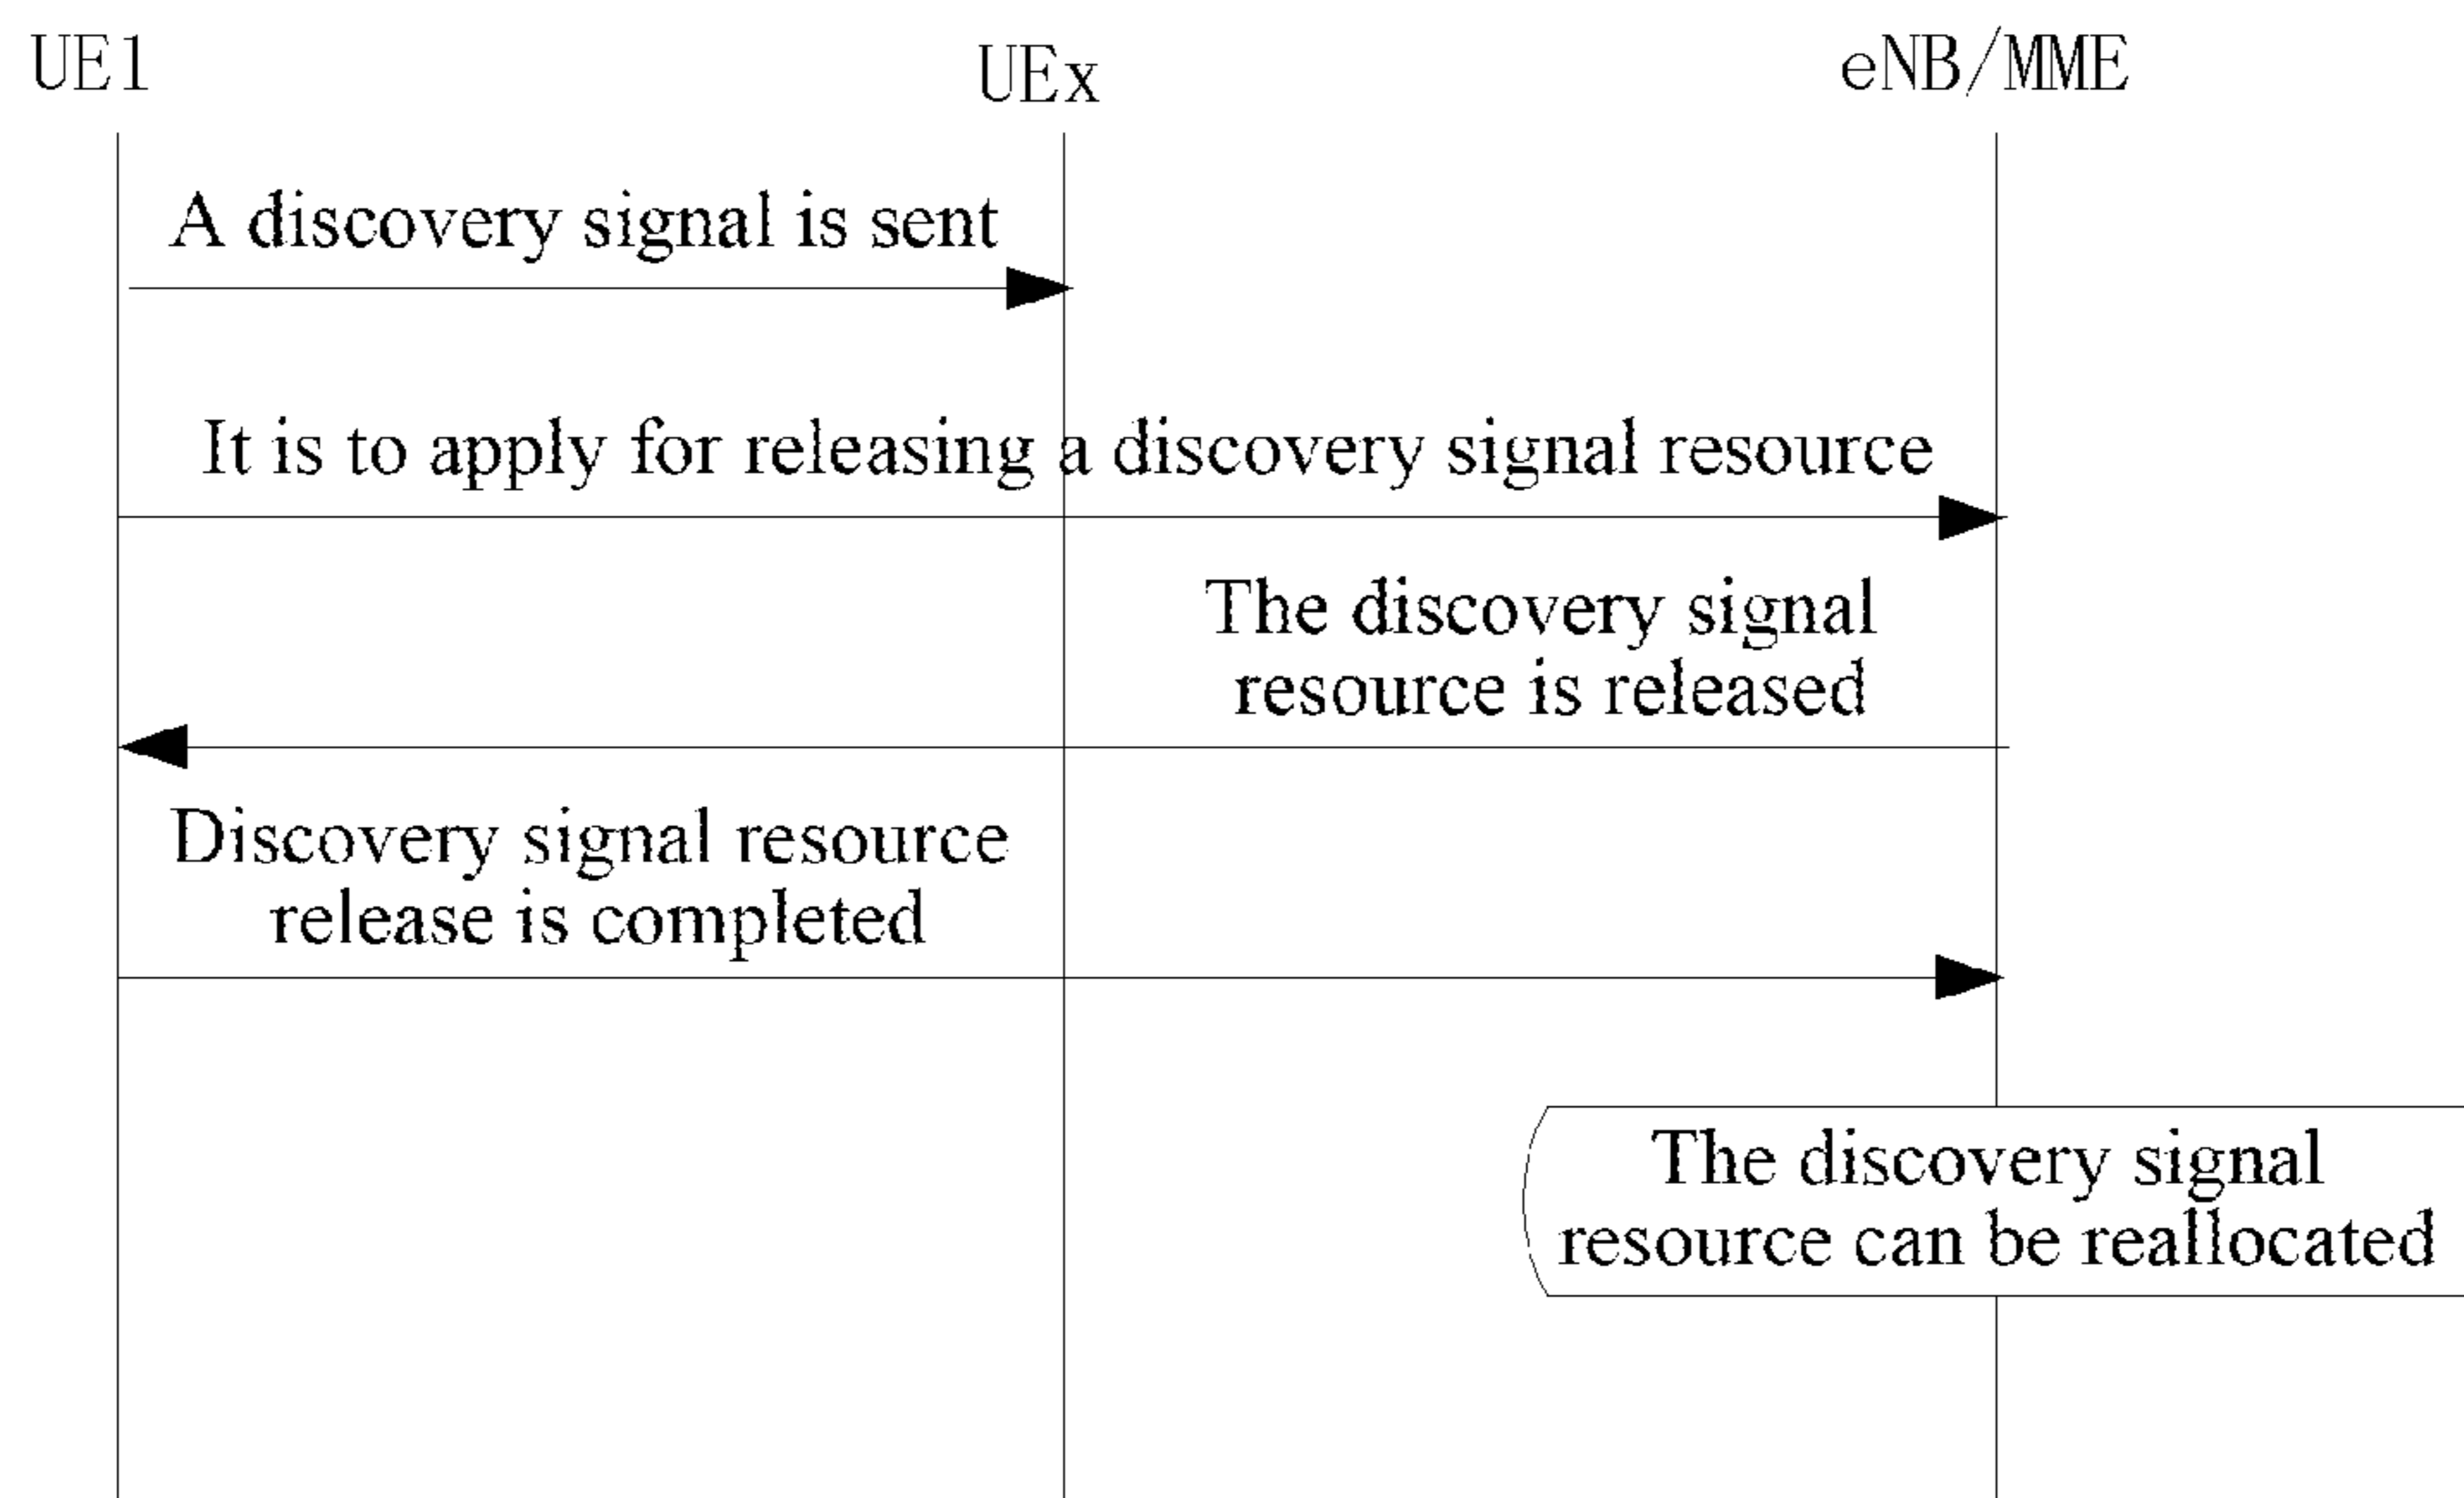 UE1
UEx
eNB/MME
A discovery signal is sent
It is to apply for releasing a discovery signal resource
The discovery signal
resource is released
Discovery signal resource
release is completed
The discovery signal
resource can be reallocated